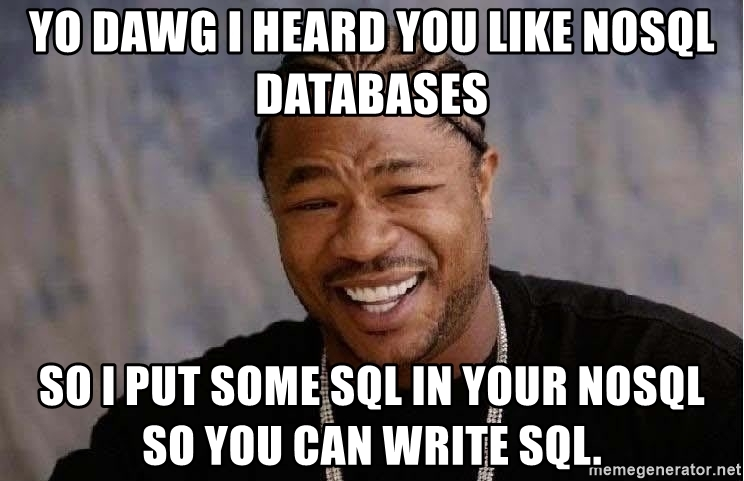 YO DAWG I HEARD YOU LIKE NOSQL
DATABASES
SO I PUT SOME SQL IN YOUR NOSQL
SO YOU CAN WRITE SQL.
memegenerator.net